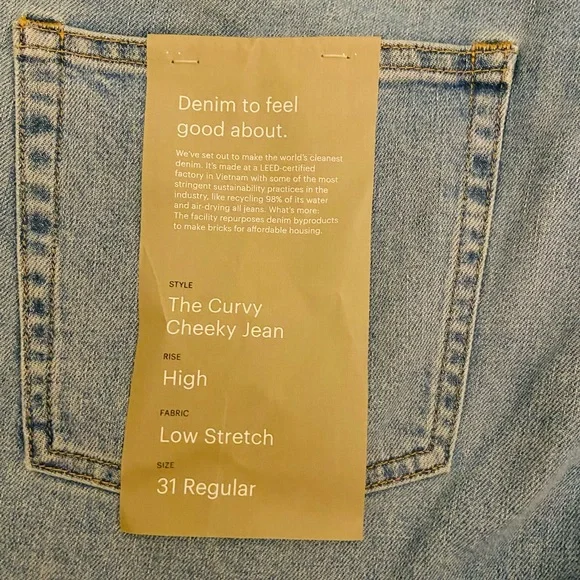 Denim to feel
good about.
We've set out to make the world's cleanest
denim. It's made at a LEED-certified
factory in Vietnam with some of the most
stringent sustainability practices in the
industry, like recycling 98% of its water
and air-drying all jeans. What's more:
The facility repurposes denim byproducts
to make bricks for affordable housing.
STYLE
The Curvy
Cheeky Jean
RISE
High
FABRIC
Low Stretch
SIZE
31 Regular